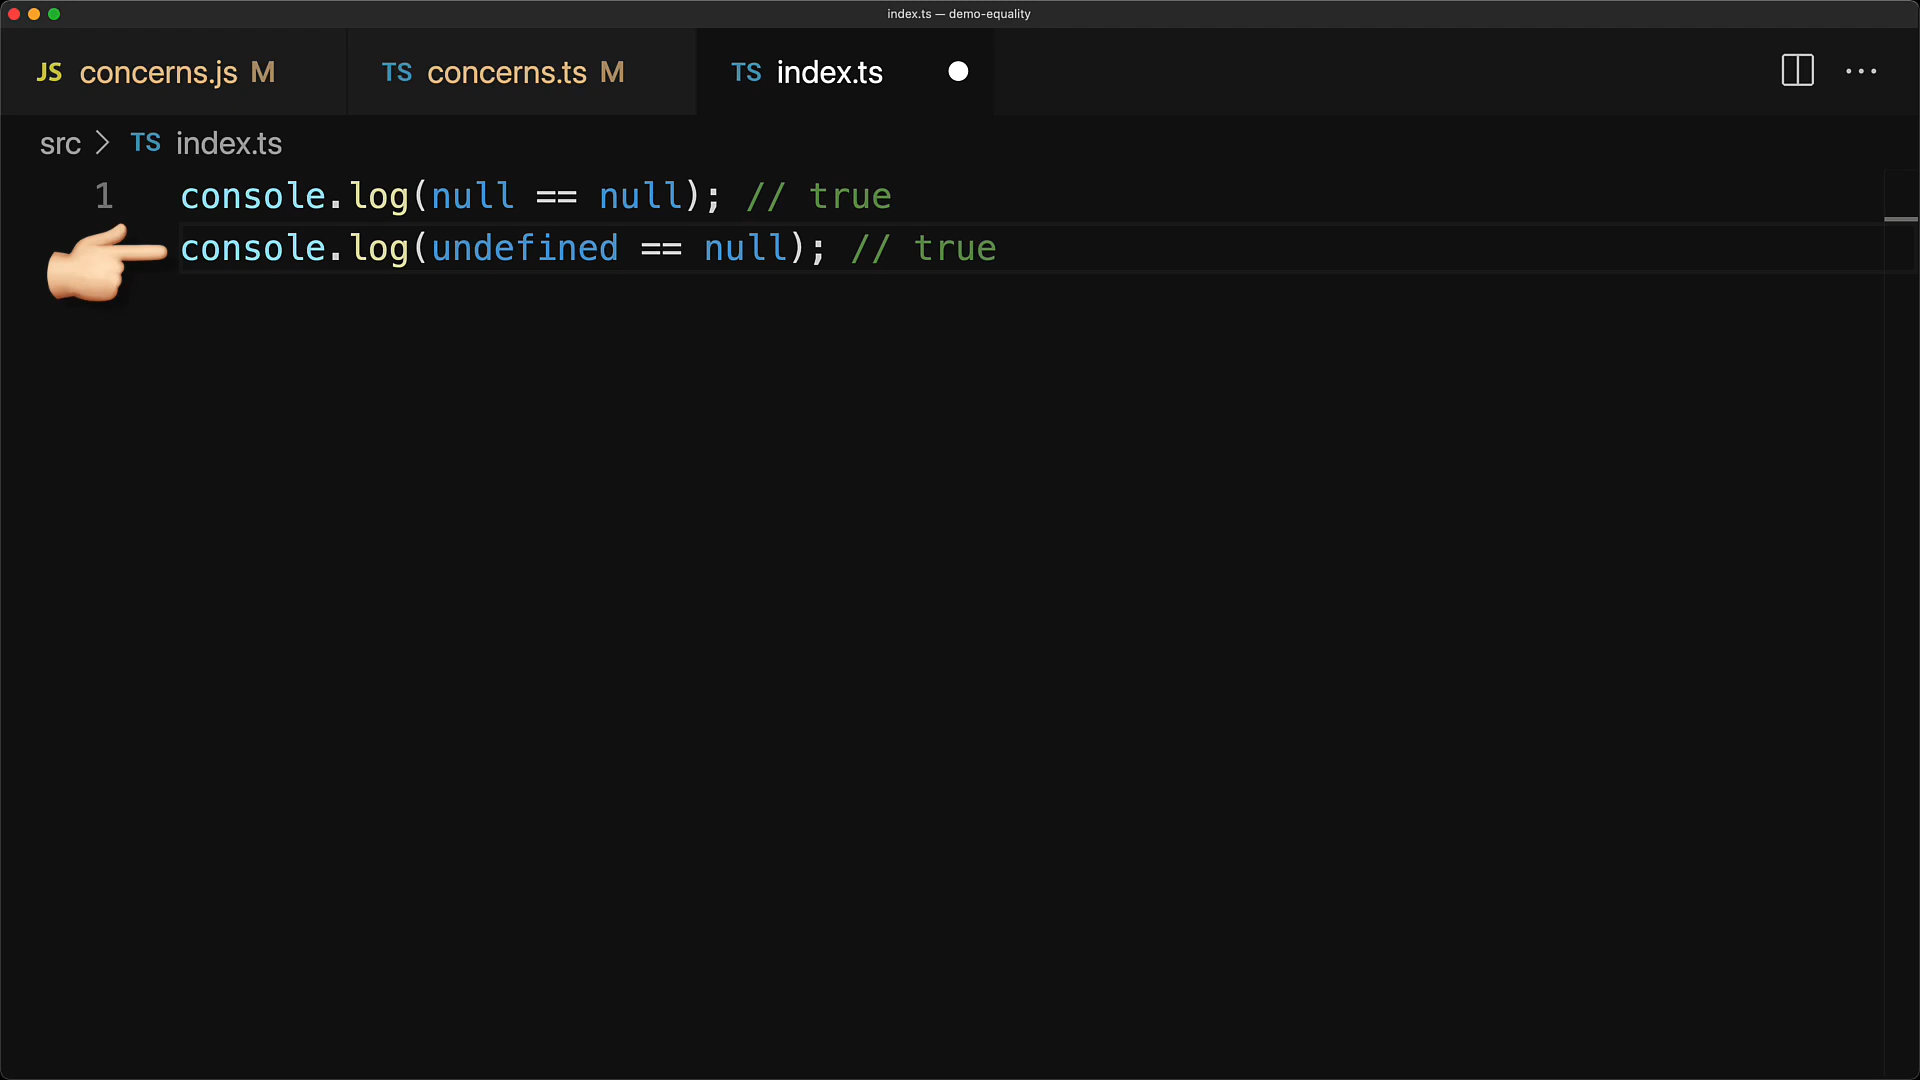 index.ts — demo-equality
JS concerns.js M
TS concerns.ts M
TS index.ts
src > TS index.ts
1 console.log(null == null); // true
console.log(undefined == null); // true